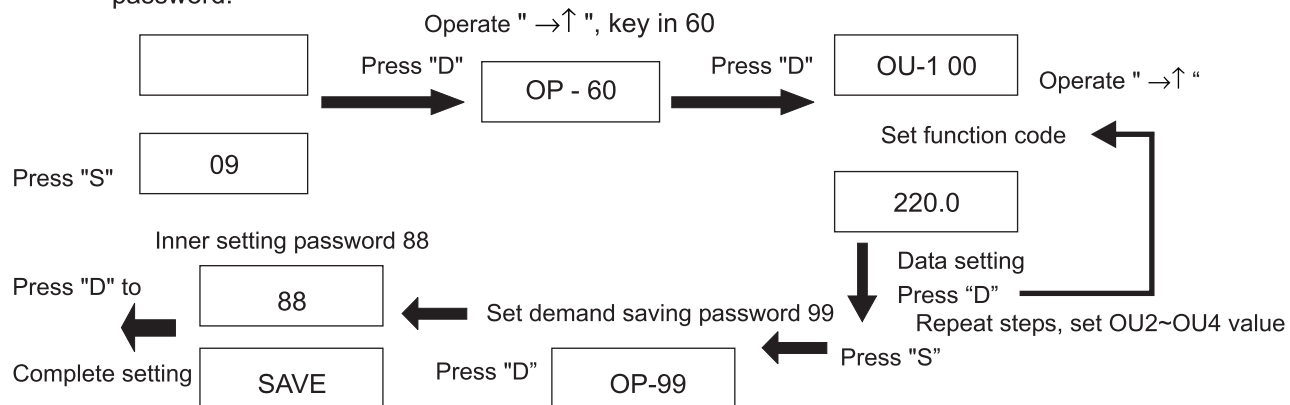 password.
Operate " →↑ ", key in 60
Press "D"
OP - 60
Press "D"
OU-1 00
Operate " →↑ “
Set function code
Press "S"
09
220.0
Inner setting password 88
Data setting
Press “D”
Repeat steps, set OU2~OU4 value
Press "D" to
88
Set demand saving password 99
Press "S”
Complete setting
SAVE
Press "D”
OP-99